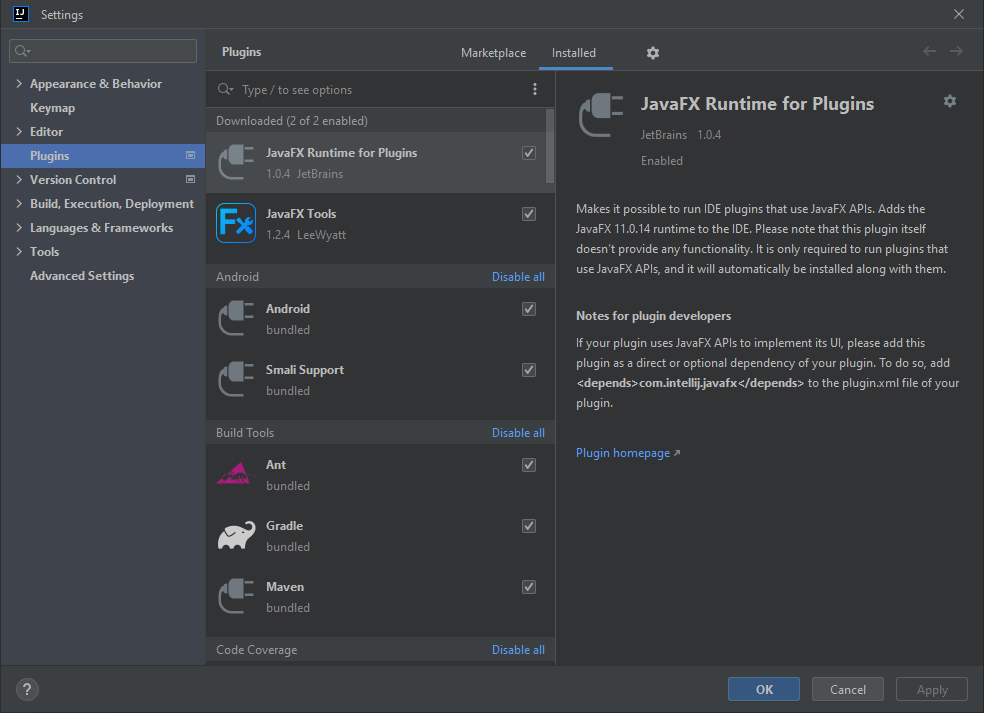 Settings
Appearance & Behavior
Keymap
Editor
Plugins
Version Control
Build, Execution, Deployment
Languages & Frameworks
Tools
Advanced Settings
Plugins
Marketplace
Installed
Type / to see options
Downloaded (2 of 2 enabled)
JavaFX Runtime for Plugins
1.0.4 JetBrains
Fx
JavaFX Tools
1.2.4 LeeWyatt
Android Disable all
Android
bundled
Smali Support
bundled
Build Tools Disable all
Ant
bundled
Gradle
bundled
Maven
bundled
Code Coverage Disable all
JavaFX Runtime for Plugins
JetBrains 1.0.4
Enabled
Makes it possible to run IDE plugins that use JavaFX APIs. Adds the
JavaFX 11.0.14 runtime to the IDE. Please note that this plugin itself
doesn't provide any functionality. It is only required to run plugins that
use JavaFX APIs, and it will automatically be installed along with them.
Notes for plugin developers
If your plugin uses JavaFX APIs to implement its UI, please add this
plugin as a direct or optional dependency of your plugin. To do so, add
<depends>com.intellij.javafx</depends> to the plugin.xml file of your
plugin.
Plugin homepage ↗
?
OK
Cancel
Apply